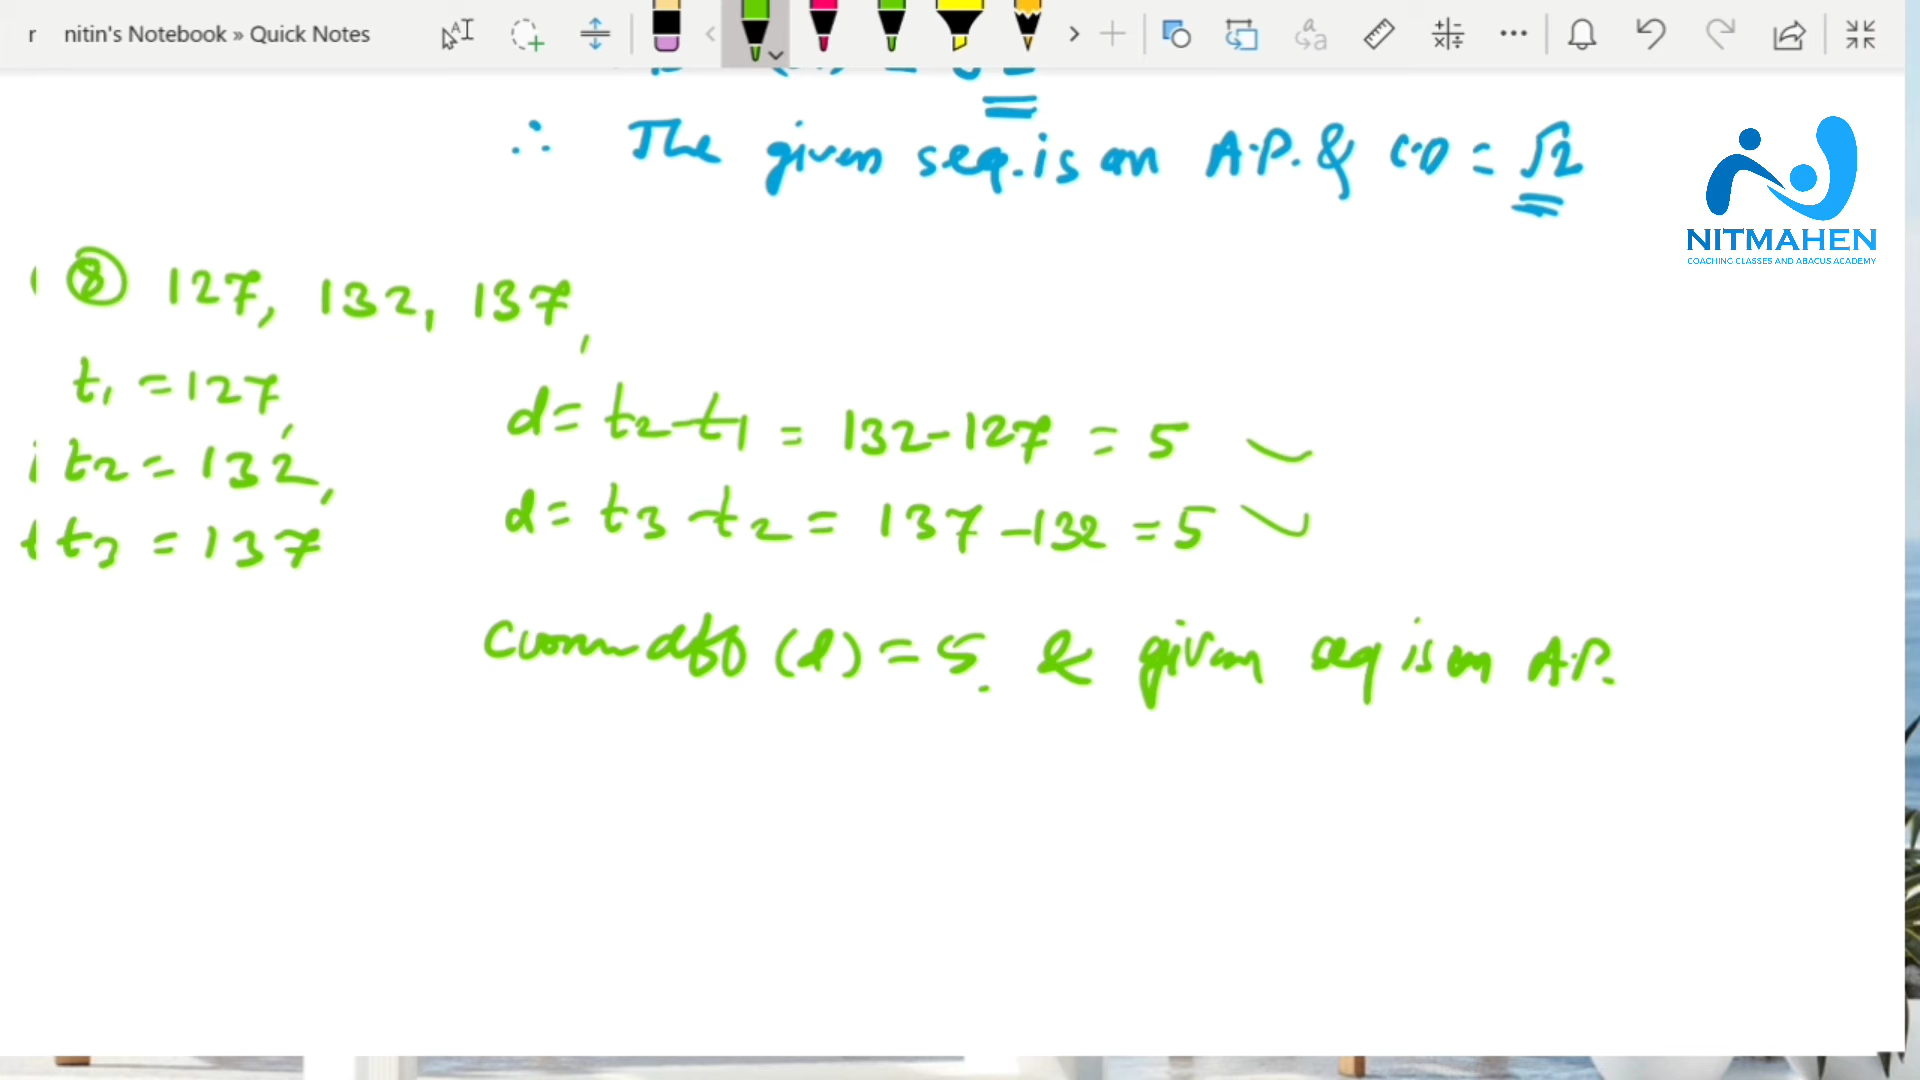 r nitin's Notebook » Quick Notes
∴ The given seq. is an A.P. & C.D = √2
NITMAHEN
COACHING CLASSES AND ABACUS ACADEMY
⑧ 127, 132, 137,
t₁ = 127,
t₂ = 132,
t₃ = 137
d = t₂ - t₁ = 132 - 127 = 5
d = t₃ - t₂ = 137 - 132 = 5
(d) = 5. & given seq is an A.P.